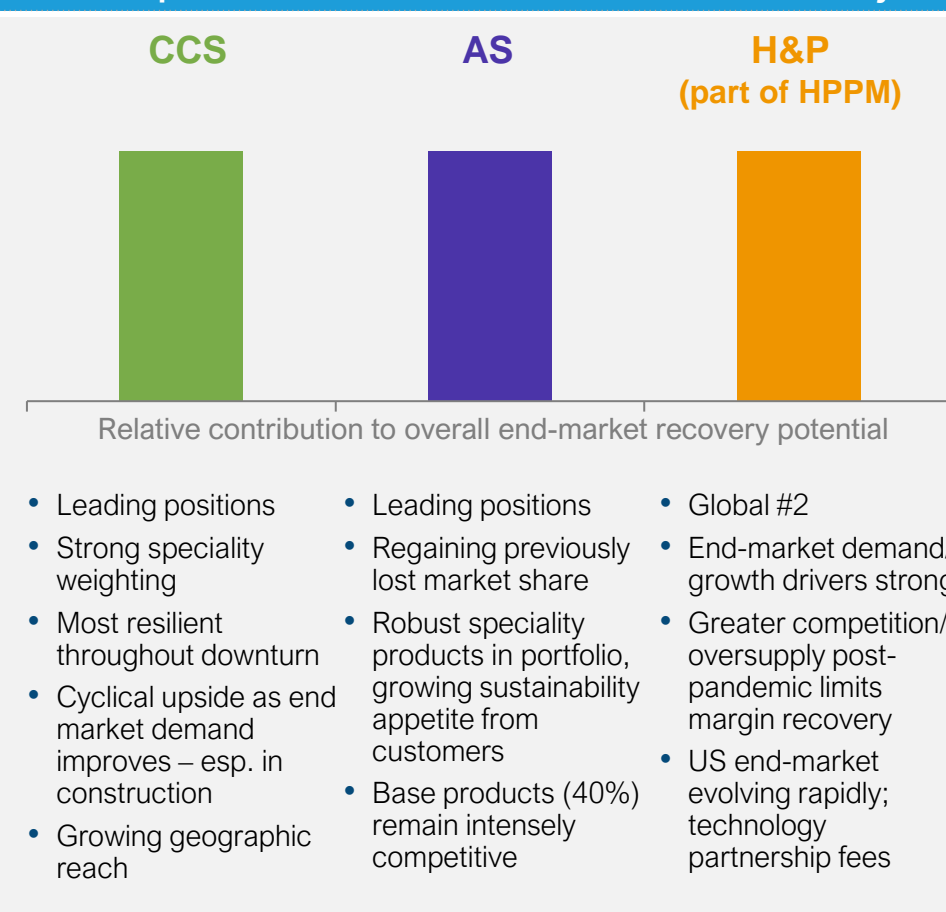 CCS
AS
H&P
(part of HPPM)
Relative contribution to overall end-market recovery potential
• Leading positions
• Strong speciality
weighting
• Most resilient
throughout downturn
• Cyclical upside as end
market demand
improves – esp. in
construction
• Growing geographic
reach
• Leading positions
• Regaining previously
lost market share
• Robust speciality
products in portfolio,
growing sustainability
appetite from
customers
• Base products (40%)
remain intensely
competitive
• Global #2
• End-market demand/
growth drivers strong
• Greater competition/
oversupply post-
pandemic limits
margin recovery
• US end-market
evolving rapidly;
technology
partnership fees